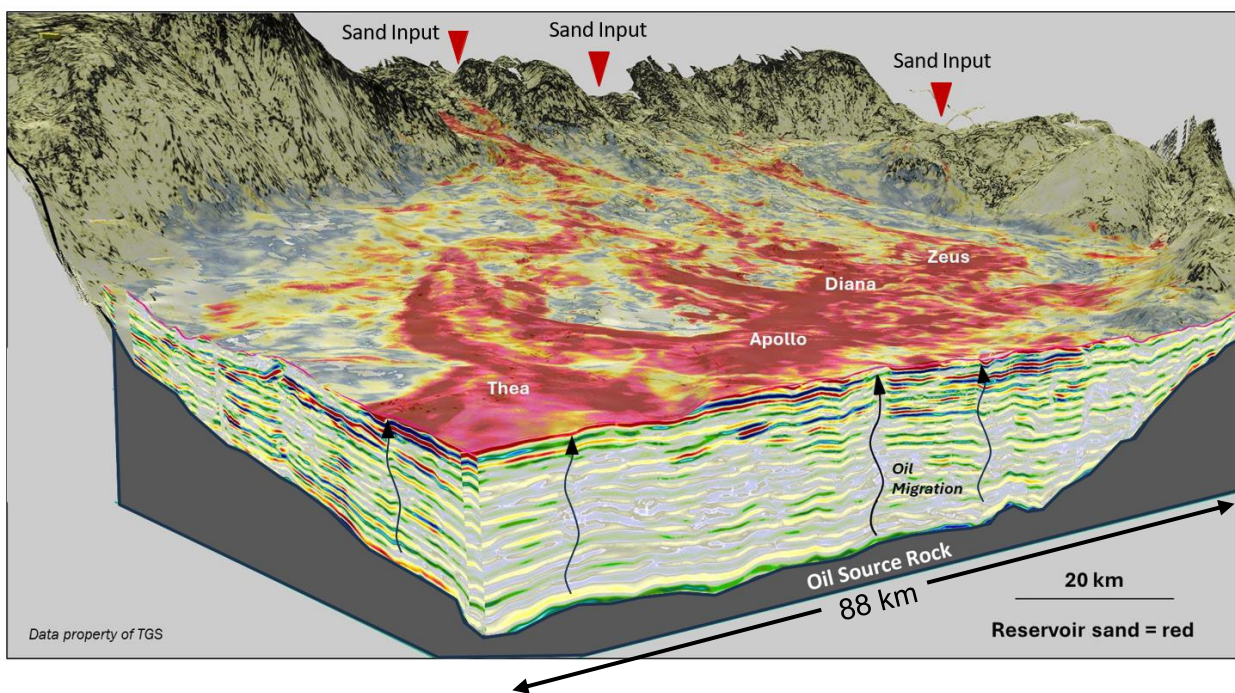 Sand Input
Sand Input
Sand Input
Zeus
Diana
Apollo
Thea
Oil
Migration
Oil Source Rock
88 km
20 km
Reservoir sand = red
Data property of TGS